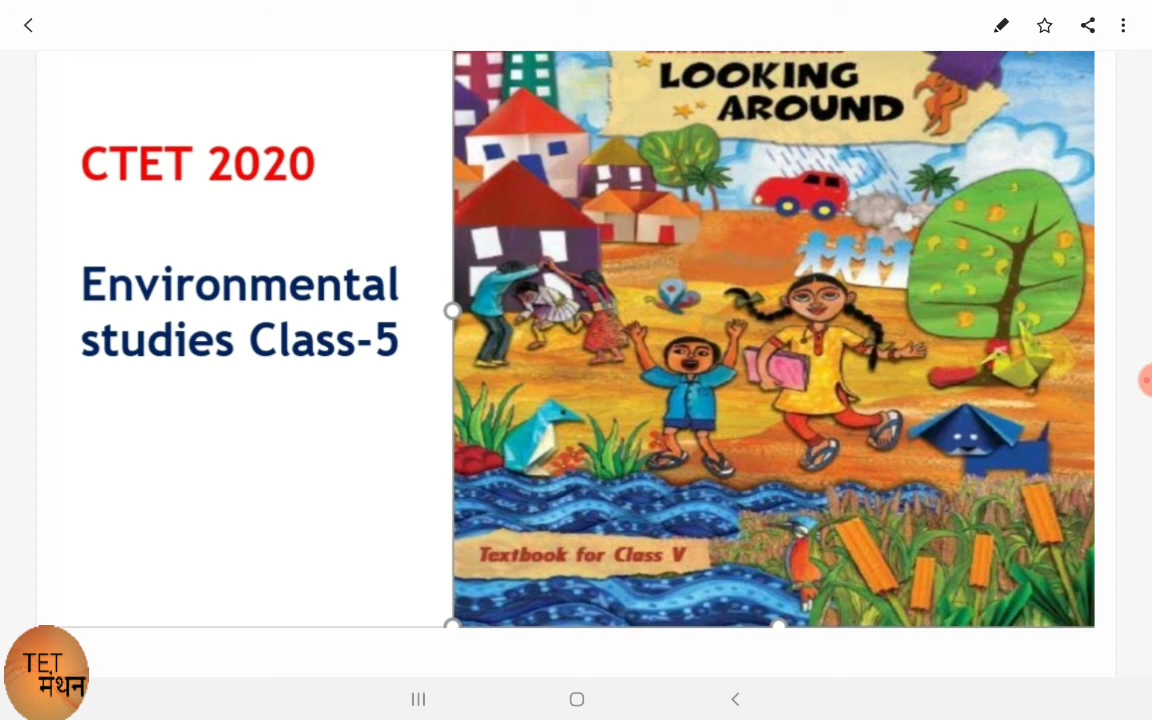 LOOKING
AROUND
CTET 2020
Environmental
studies Class-5
Textbook for Class V
TET
मंथन